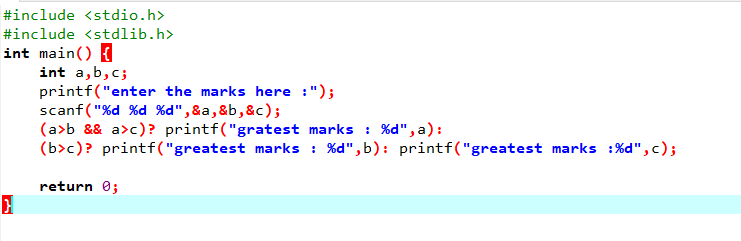 #include <stdio.h>
#include <stdlib.h>
int main() {
    int a,b,c;
    printf("enter the marks here :");
    scanf("%d %d %d",&a,&b,&c);
    (a>b && a>c)? printf("gratest marks : %d",a):
    (b>c)? printf("greatest marks : %d",b): printf("greatest marks :%d",c);

    return 0;
}